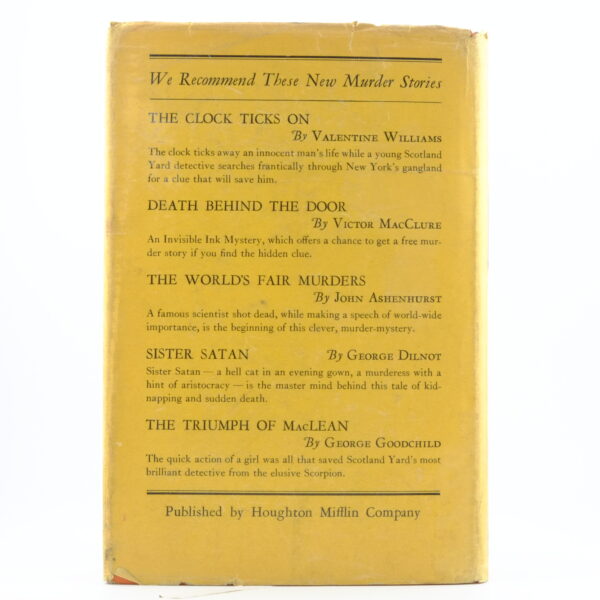 We Recommend These New Murder Stories
THE CLOCK TICKS ON
By VALENTINE WILLIAMS
The clock ticks away an innocent man's life while a young Scotland
Yard detective searches frantically through New York's gangland
for a clue that will save him.
DEATH BEHIND THE DOOR
By VICTOR MACCLURE
An Invisible Ink Mystery, which offers a chance to get a free mur-
der story if you find the hidden clue.
THE WORLD'S FAIR MURDERS
By JOHN ASHENHURST
A famous scientist shot dead, while making a speech of world-wide
importance, is the beginning of this clever, murder-mystery.
SISTER SATAN By GEORGE DILNOT
Sister Satan — a hell cat in an evening gown, a murderess with a
hint of aristocracy — is the master mind behind this tale of kid-
napping and sudden death.
THE TRIUMPH OF MACLEAN
By GEORGE GOODCHILD
The quick action of a girl was all that saved Scotland Yard's most
brilliant detective from the elusive Scorpion.
Published by Houghton Mifflin Company